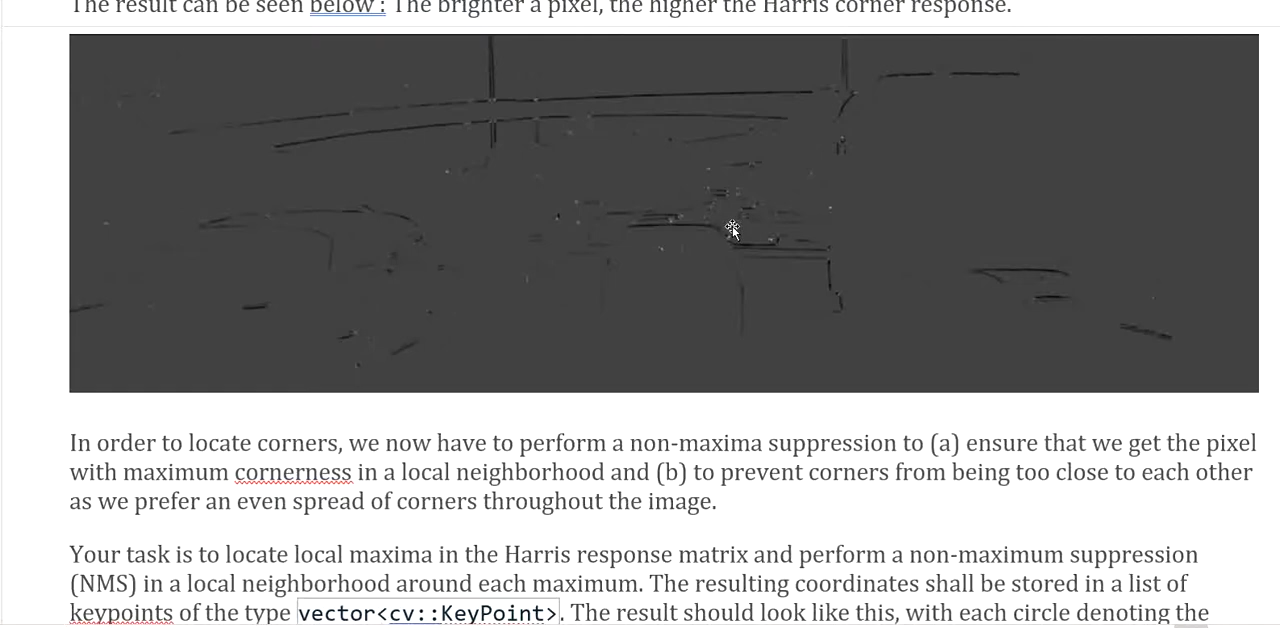 The result can be seen below : The brighter a pixel, the higher the Harris corner response.
In order to locate corners, we now have to perform a non-maxima suppression to (a) ensure that we get the pixel
with maximum cornerness in a local neighborhood and (b) to prevent corners from being too close to each other
as we prefer an even spread of corners throughout the image.
Your task is to locate local maxima in the Harris response matrix and perform a non-maximum suppression
(NMS) in a local neighborhood around each maximum. The resulting coordinates shall be stored in a list of
keypoints of the type vector<cv::KeyPoint>. The result should look like this, with each circle denoting the